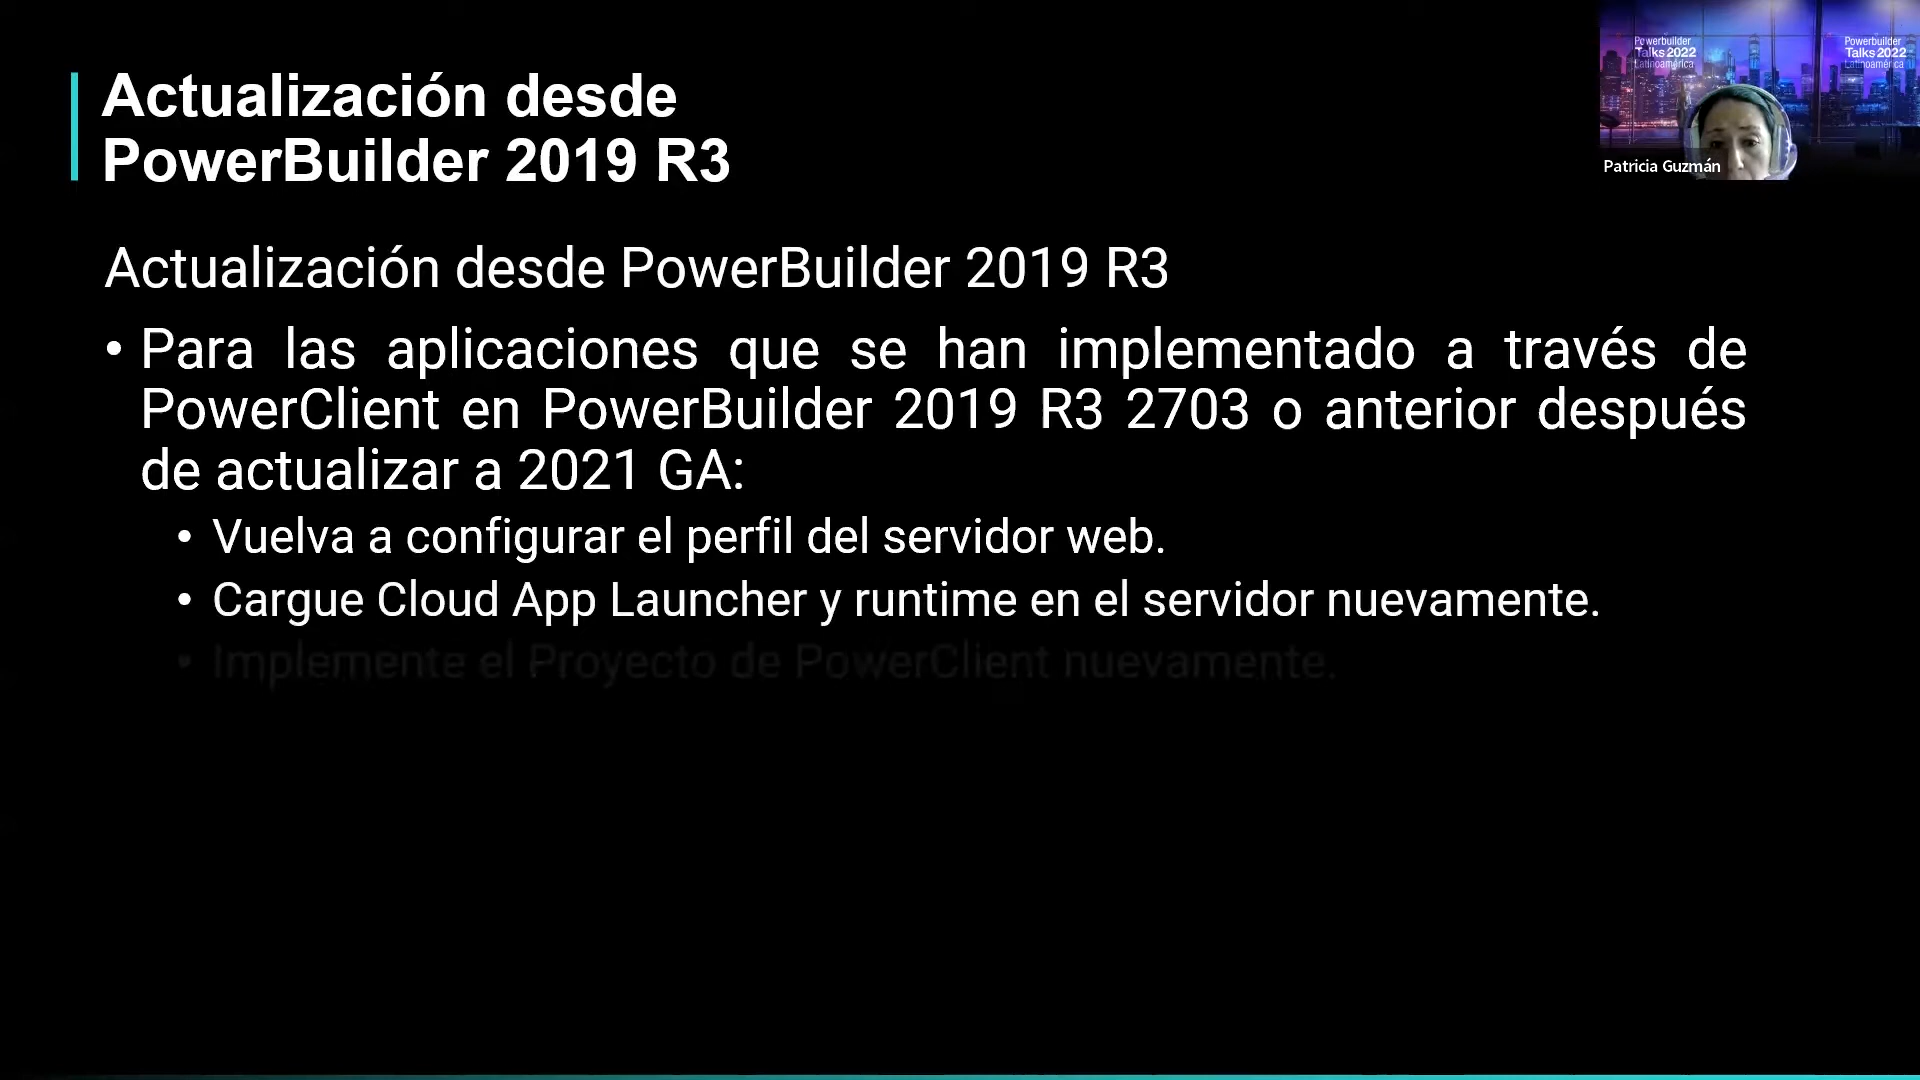 Actualización desde
PowerBuilder 2019 R3
Powerbuilder
Talks 2022
Latinoamérica
Powerbuilder
Talks 2022
Latinoamérica
Patricia Guzmán
Actualización desde PowerBuilder 2019 R3
• Para las aplicaciones que se han implementado a través de
PowerClient en PowerBuilder 2019 R3 2703 o anterior después
de actualizar a 2021 GA:
• Vuelva a configurar el perfil del servidor web.
• Cargue Cloud App Launcher y runtime en el servidor nuevamente.
• Implemente el Proyecto de PowerClient nuevamente.